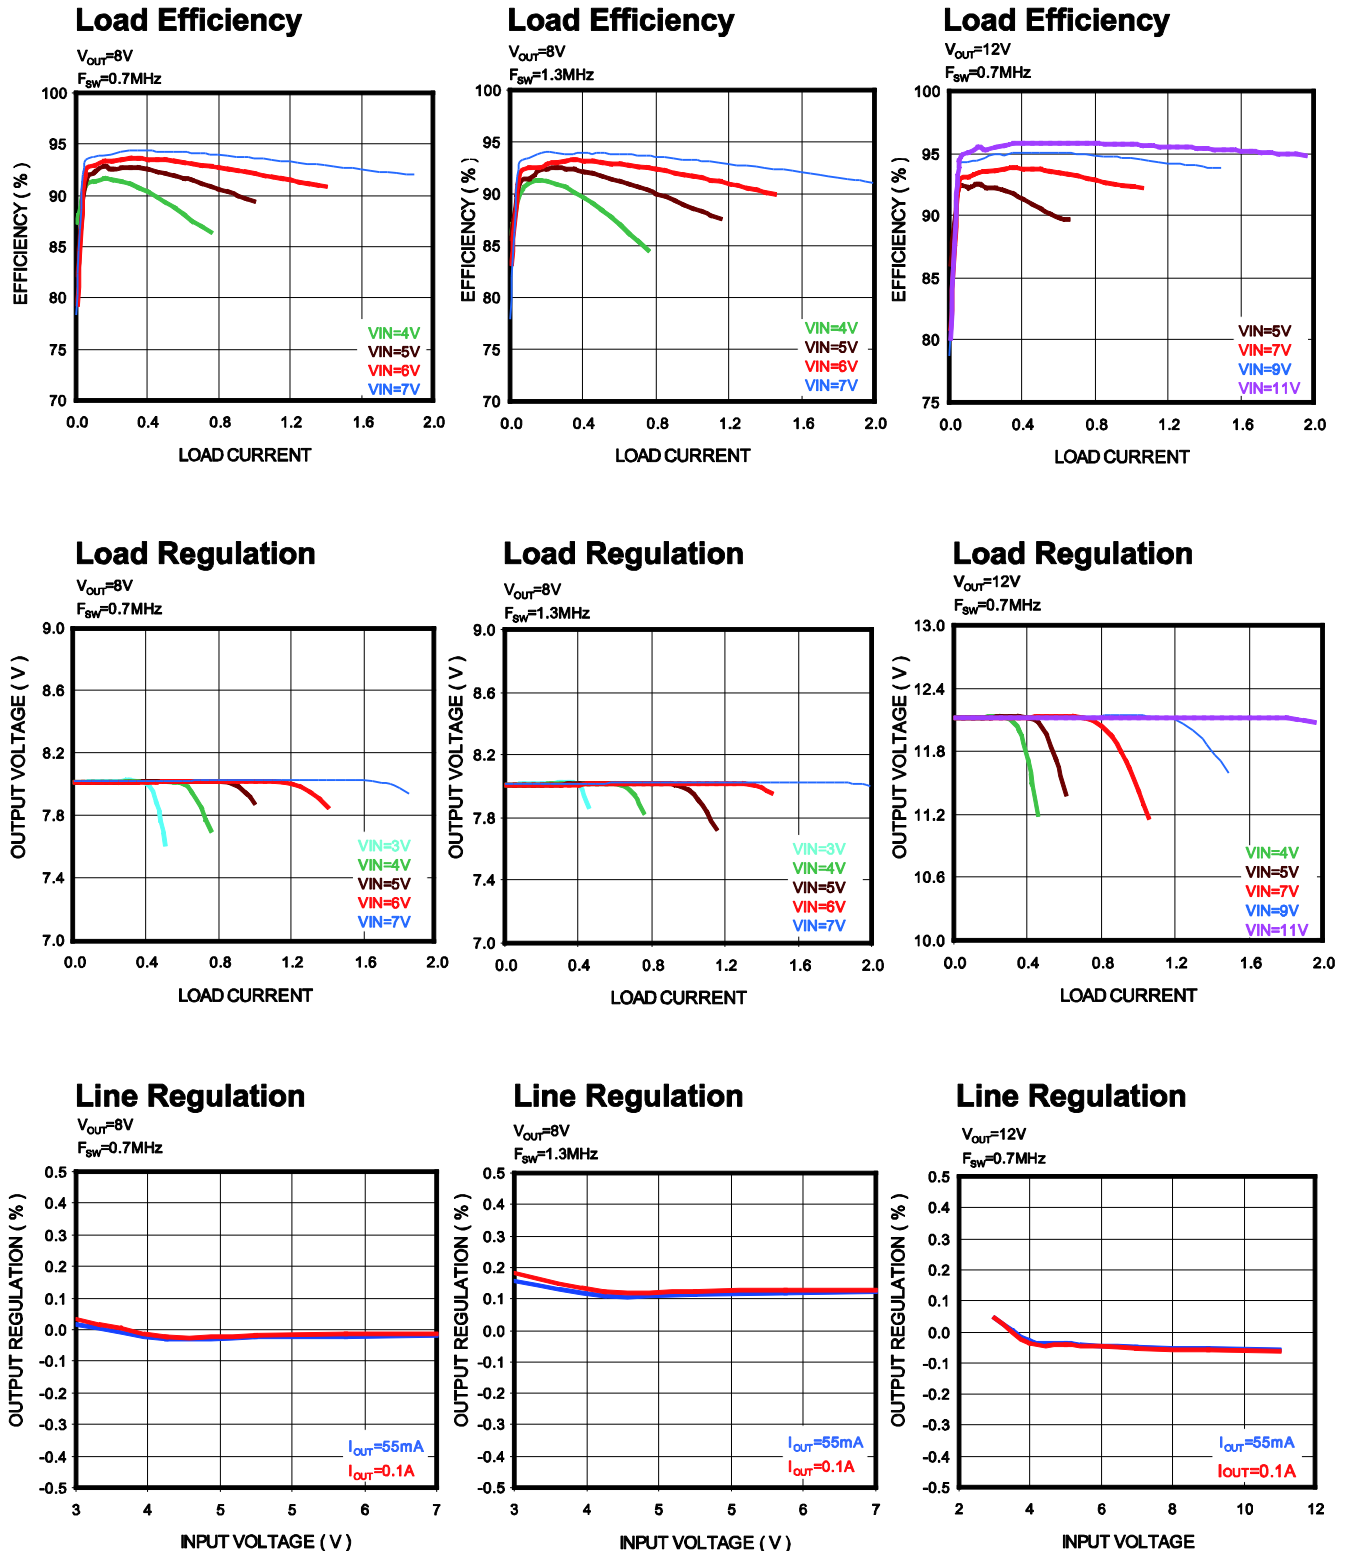 Load Efficiency
VOUT=8V
FSW=0.7MHz
EFFICIENCY ( % )
100
95
90
85
80
75
70
0.0 0.4 0.8 1.2 1.6 2.0
VIN=4V
VIN=5V
VIN=6V
VIN=7V
LOAD CURRENT
Load Efficiency
VOUT=8V
FSW=1.3MHz
EFFICIENCY ( % )
100
95
90
85
80
75
70
0.0 0.4 0.8 1.2 1.6 2.0
VIN=4V
VIN=5V
VIN=6V
VIN=7V
LOAD CURRENT
Load Efficiency
VOUT=12V
FSW=0.7MHz
EFFICIENCY ( % )
100
95
90
85
80
75
0.0 0.4 0.8 1.2 1.6 2.0
VIN=5V
VIN=7V
VIN=9V
VIN=11V
LOAD CURRENT
Load Regulation
VOUT=8V
FSW=0.7MHz
OUTPUT VOLTAGE ( V )
9.0
8.6
8.2
7.8
7.4
7.0
0.0 0.4 0.8 1.2 1.6 2.0
VIN=3V
VIN=4V
VIN=5V
VIN=6V
VIN=7V
LOAD CURRENT
Load Regulation
VOUT=8V
FSW=1.3MHz
OUTPUT VOLTAGE ( V )
9.0
8.6
8.2
7.8
7.4
7.0
0.0 0.4 0.8 1.2 1.6 2.0
VIN=3V
VIN=4V
VIN=5V
VIN=6V
VIN=7V
LOAD CURRENT
Load Regulation
VOUT=12V
FSW=0.7MHz
OUTPUT VOLTAGE ( V )
13.0
12.4
11.8
11.2
10.6
10.0
0.0 0.4 0.8 1.2 1.6 2.0
VIN=4V
VIN=5V
VIN=7V
VIN=9V
VIN=11V
LOAD CURRENT
Line Regulation
VOUT=8V
FSW=0.7MHz
OUTPUT REGULATION ( % )
0.5
0.4
0.3
0.2
0.1
0.0
-0.1
-0.2
-0.3
-0.4
-0.5
3 4 5 5 6 7
IOUT=55mA
IOUT=0.1A
INPUT VOLTAGE ( V )
Line Regulation
VOUT=8V
FSW=1.3MHz
OUTPUT REGULATION ( % )
0.5
0.4
0.3
0.2
0.1
0.0
-0.1
-0.2
-0.3
-0.4
-0.5
3 4 5 5 6 7
IOUT=55mA
IOUT=0.1A
INPUT VOLTAGE ( V )
Line Regulation
VOUT=12V
FSW=0.7MHz
OUTPUT REGULATION ( % )
0.5
0.4
0.3
0.2
0.1
0.0
-0.1
-0.2
-0.3
-0.4
-0.5
2 4 6 8 10 12
IOUT=55mA
IOUT=0.1A
INPUT VOLTAGE